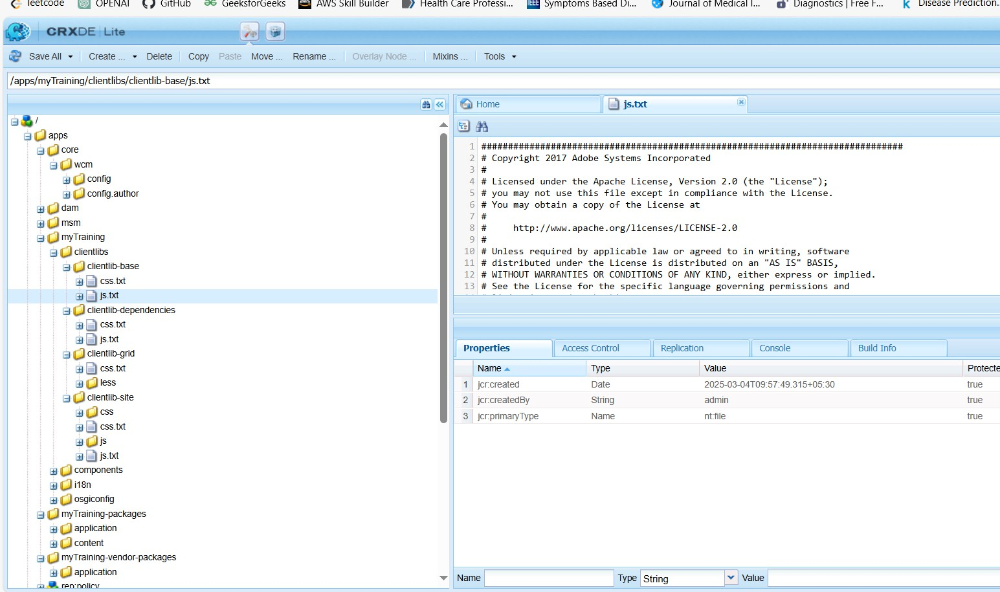 leetcode OPENAI GitHub GeeksforGeeks AWS Skill Builder Health Care Professi... Symptoms Based Di... Journal of Medical I... Diagnostics | Free F... Disease Prediction...
CRXDE | Lite
Save All Create ... Delete Copy Paste Move ... Rename ... Overlay Node ... Mixins ... Tools
/apps/myTraining/clientlibs/clientlib-base/js.txt
/
apps
core
wcm
config
config.author
dam
msm
myTraining
clientlibs
clientlib-base
css.txt
js.txt
clientlib-dependencies
css.txt
js.txt
clientlib-grid
css.txt
less
clientlib-site
css
css.txt
js
js.txt
components
i18n
osgiconfig
myTraining-packages
application
content
myTraining-vendor-packages
application
rep:policy
Home js.txt
1 ###############################################################################
2 # Copyright 2017 Adobe Systems Incorporated
3 #
4 # Licensed under the Apache License, Version 2.0 (the "License");
5 # you may not use this file except in compliance with the License.
6 # You may obtain a copy of the License at
7 #
8 #     http://www.apache.org/licenses/LICENSE-2.0
9 #
10 # Unless required by applicable law or agreed to in writing, software
11 # distributed under the License is distributed on an "AS IS" BASIS,
12 # WITHOUT WARRANTIES OR CONDITIONS OF ANY KIND, either express or implied.
13 # See the License for the specific language governing permissions and
Properties Access Control Replication Console Build Info
Name Type Value Protecte
1 jcr:created Date 2025-03-04T09:57:49.315+05:30 true
2 jcr:createdBy String admin true
3 jcr:primaryType Name nt:file true
Name Type String Value